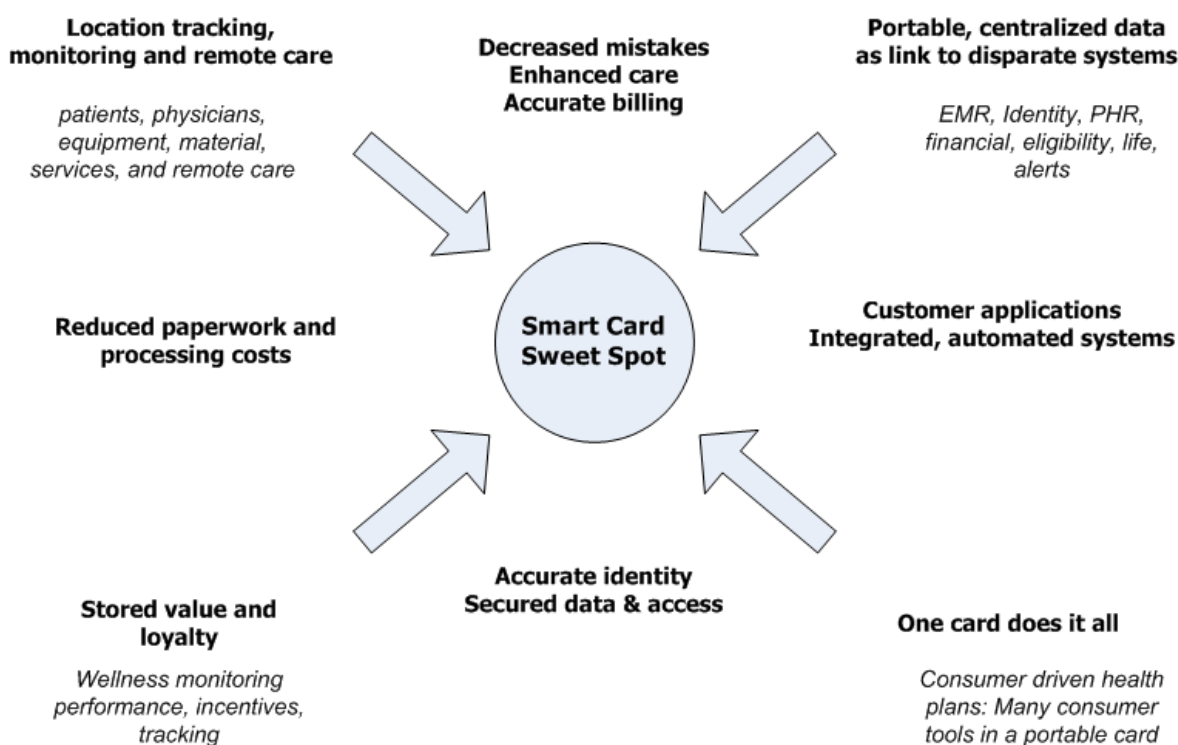 Location tracking,
monitoring and remote care
patients, physicians,
equipment, material,
services, and remote care
Decreased mistakes
Enhanced care
Accurate billing
Portable, centralized data
as link to disparate systems
EMR, Identity, PHR,
financial, eligibility, life,
alerts
Reduced paperwork and
processing costs
Smart Card
Sweet Spot
Customer applications
Integrated, automated systems
Stored value and
loyalty
Wellness monitoring
performance, incentives,
tracking
Accurate identity
Secured data & access
One card does it all
Consumer driven health
plans: Many consumer
tools in a portable card